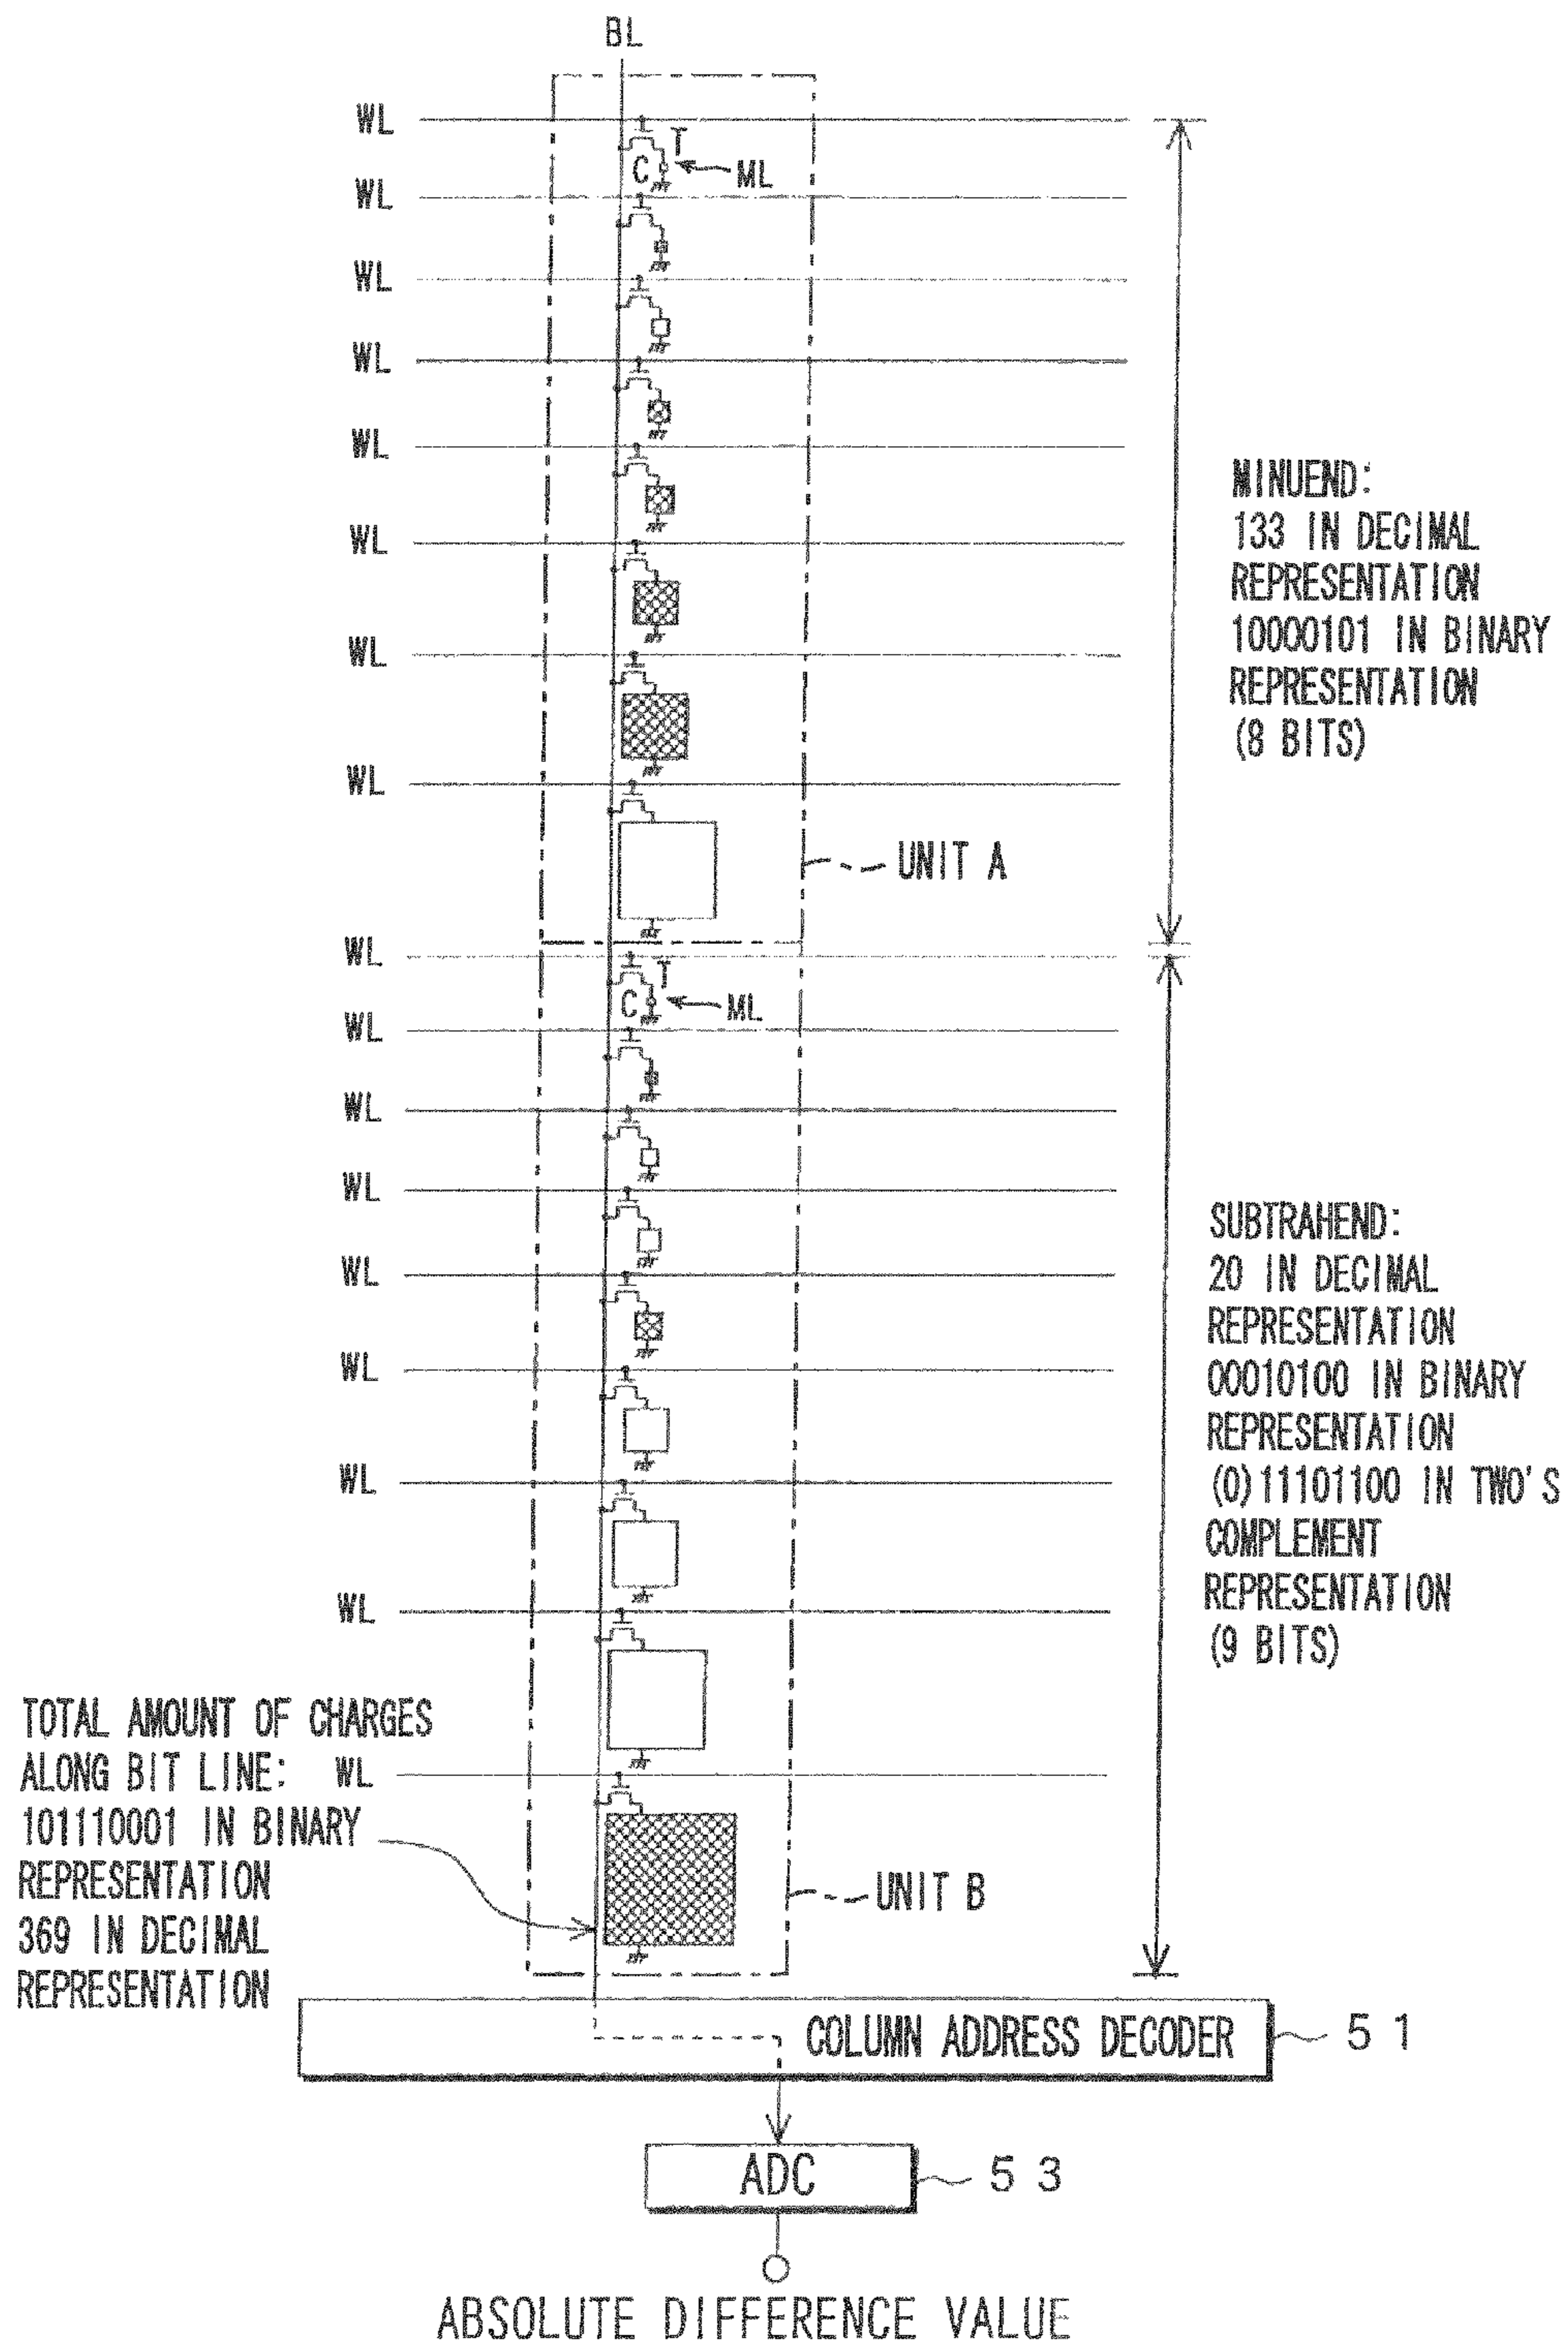 BL
WL
T
C
ML
WL
WL
WL
WL
WL
WL
WL
MINUEND:
133 IN DECIMAL
REPRESENTATION
10000101 IN BINARY
REPRESENTATION
(8 BITS)
UNIT A
WL
T
C
ML
WL
WL
WL
WL
WL
WL
WL
SUBTRAHEND:
20 IN DECIMAL
REPRESENTATION
00010100 IN BINARY
REPRESENTATION
(0)11101100 IN TWO'S
COMPLEMENT
REPRESENTATION
(9 BITS)
TOTAL AMOUNT OF CHARGES
ALONG BIT LINE:
WL
101110001 IN BINARY
REPRESENTATION
369 IN DECIMAL
REPRESENTATION
UNIT B
COLUMN ADDRESS DECODER
51
ADC
53
ABSOLUTE DIFFERENCE VALUE